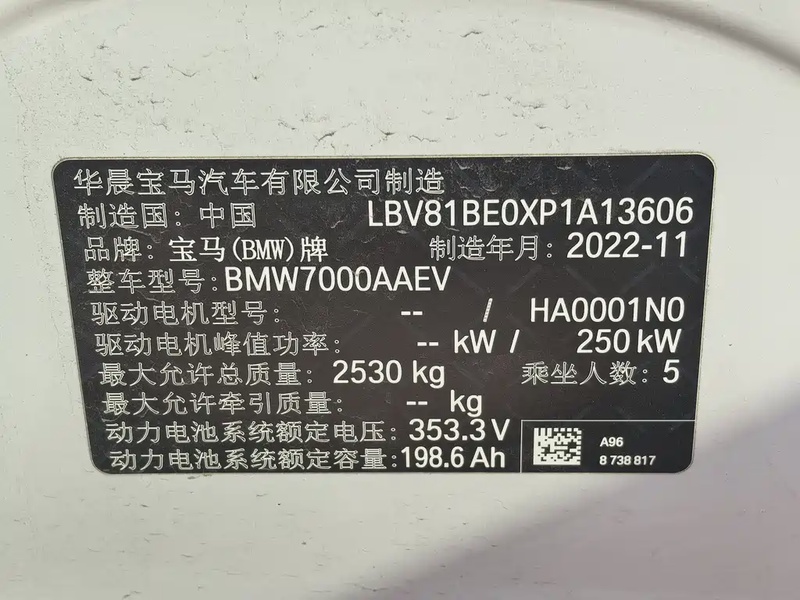 华晨宝马汽车有限公司制造
制造国: 中国 LBV81BE0XP1A13606
品牌: 宝马(BMW)牌 制造年月: 2022-11
整车型号: BMW7000AAEV
驱动电机型号: -- / HA0001N0
驱动电机峰值功率: -- kW / 250 kW
最大允许总质量: 2530 kg 乘坐人数: 5
最大允许牵引质量: -- kg
动力电池系统额定电压: 353.3 V
动力电池系统额定容量: 198.6 Ah
A96
8 738 817